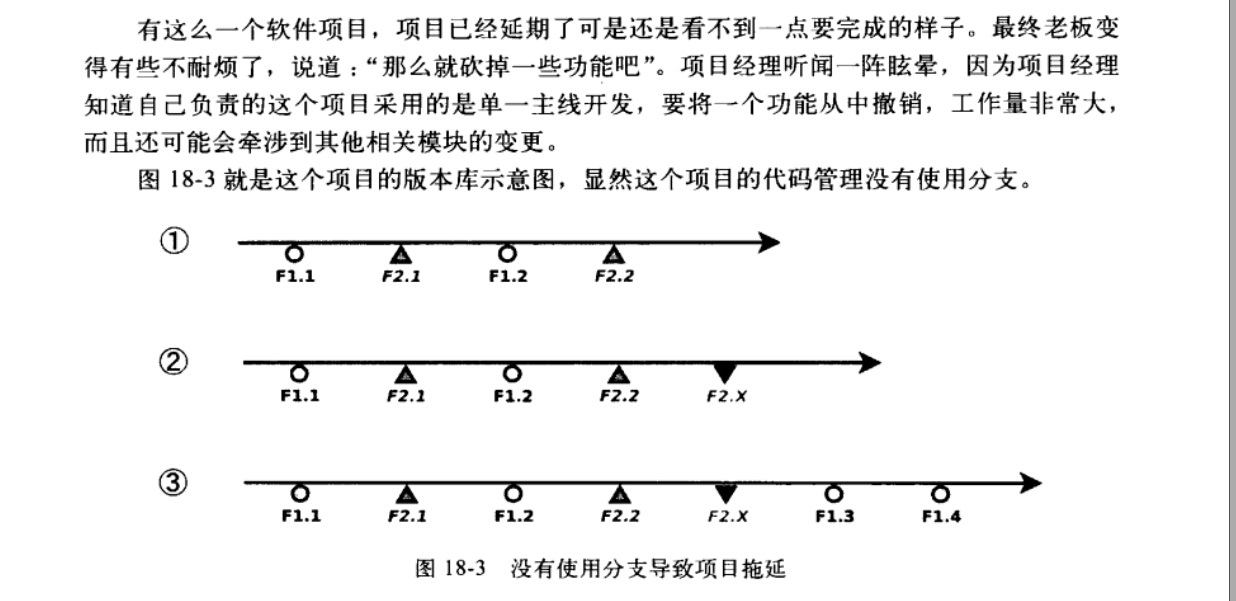 有这么一个软件项目，项目已经延期了可是还是看不到一点要完成的样子。最终老板变
得有些不耐烦了，说道：“那么就砍掉一些功能吧”。项目经理听闻一阵眩晕，因为项目经理
知道自己负责的这个项目采用的是单一主线开发，要将一个功能从中撤销，工作量非常大，
而且还可能会牵涉到其他相关模块的变更。
图 18-3 就是这个项目的版本库示意图，显然这个项目的代码管理没有使用分支。
①
F1.1 F2.1 F1.2 F2.2
②
F1.1 F2.1 F1.2 F2.2 F2.X
③
F1.1 F2.1 F1.2 F2.2 F2.X F1.3 F1.4
图 18-3 没有使用分支导致项目拖延